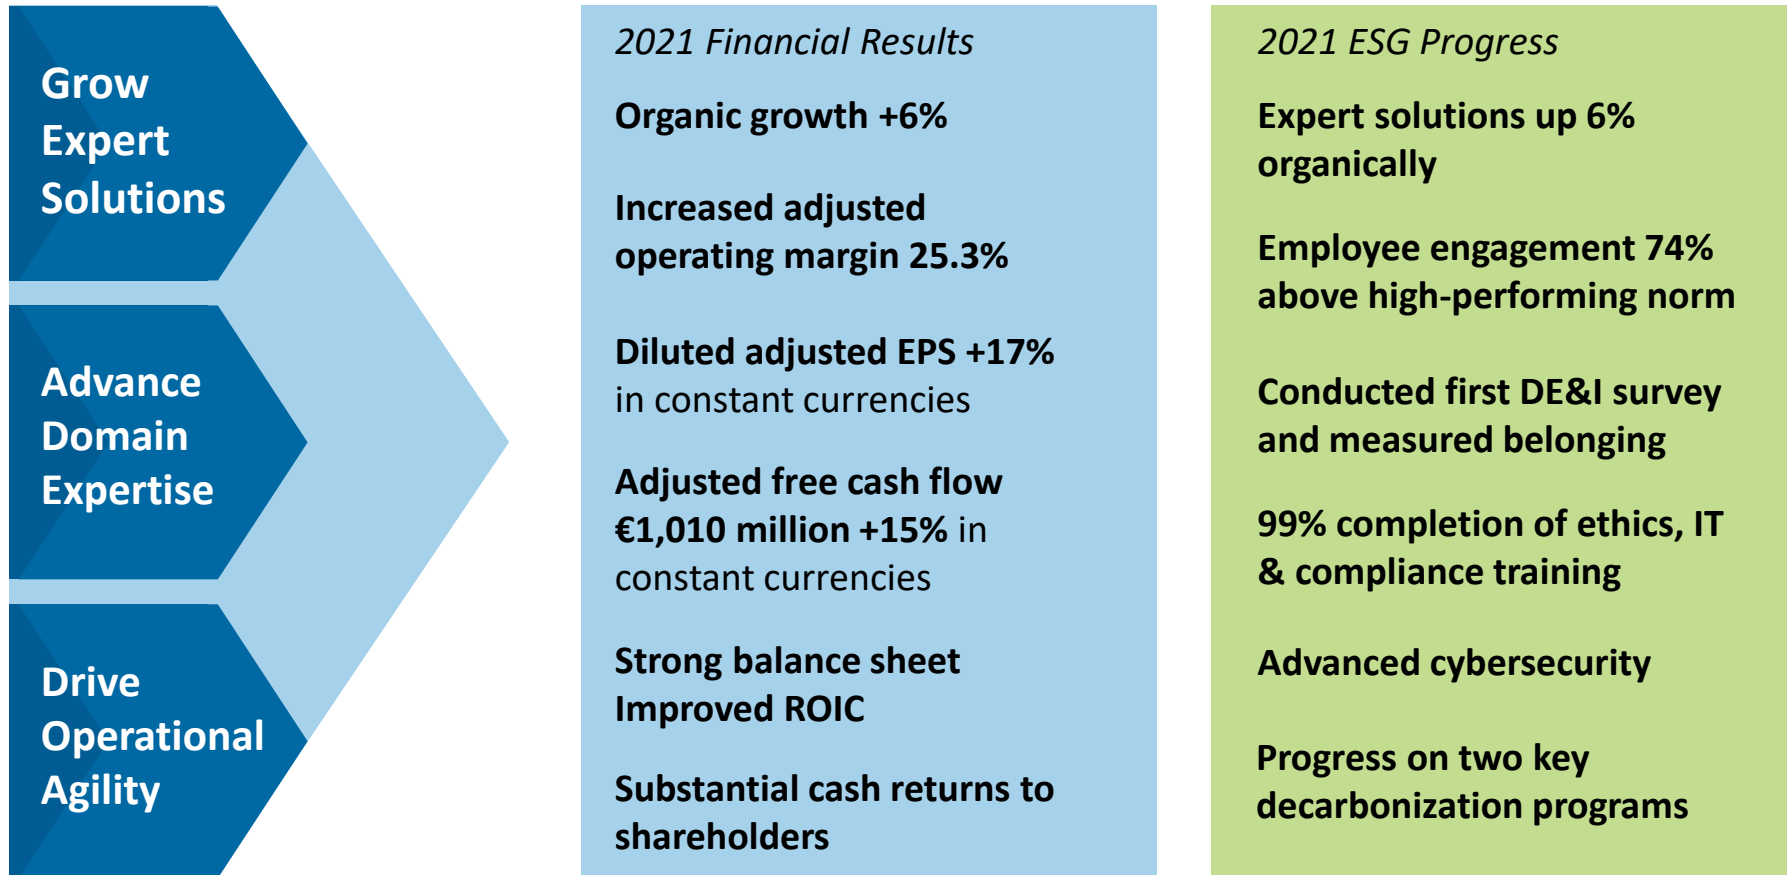 Grow
Expert
Solutions
Advance
Domain
Expertise
Drive
Operational
Agility
2021 Financial Results
Organic growth +6%
Increased adjusted
operating margin 25.3%
Diluted adjusted EPS +17%
in constant currencies
Adjusted free cash flow
€1,010 million +15% in
constant currencies
Strong balance sheet
Improved ROIC
Substantial cash returns to
shareholders
2021 ESG Progress
Expert solutions up 6%
organically
Employee engagement 74%
above high-performing norm
Conducted first DE&I survey
and measured belonging
99% completion of ethics, IT
& compliance training
Advanced cybersecurity
Progress on two key
decarbonization programs